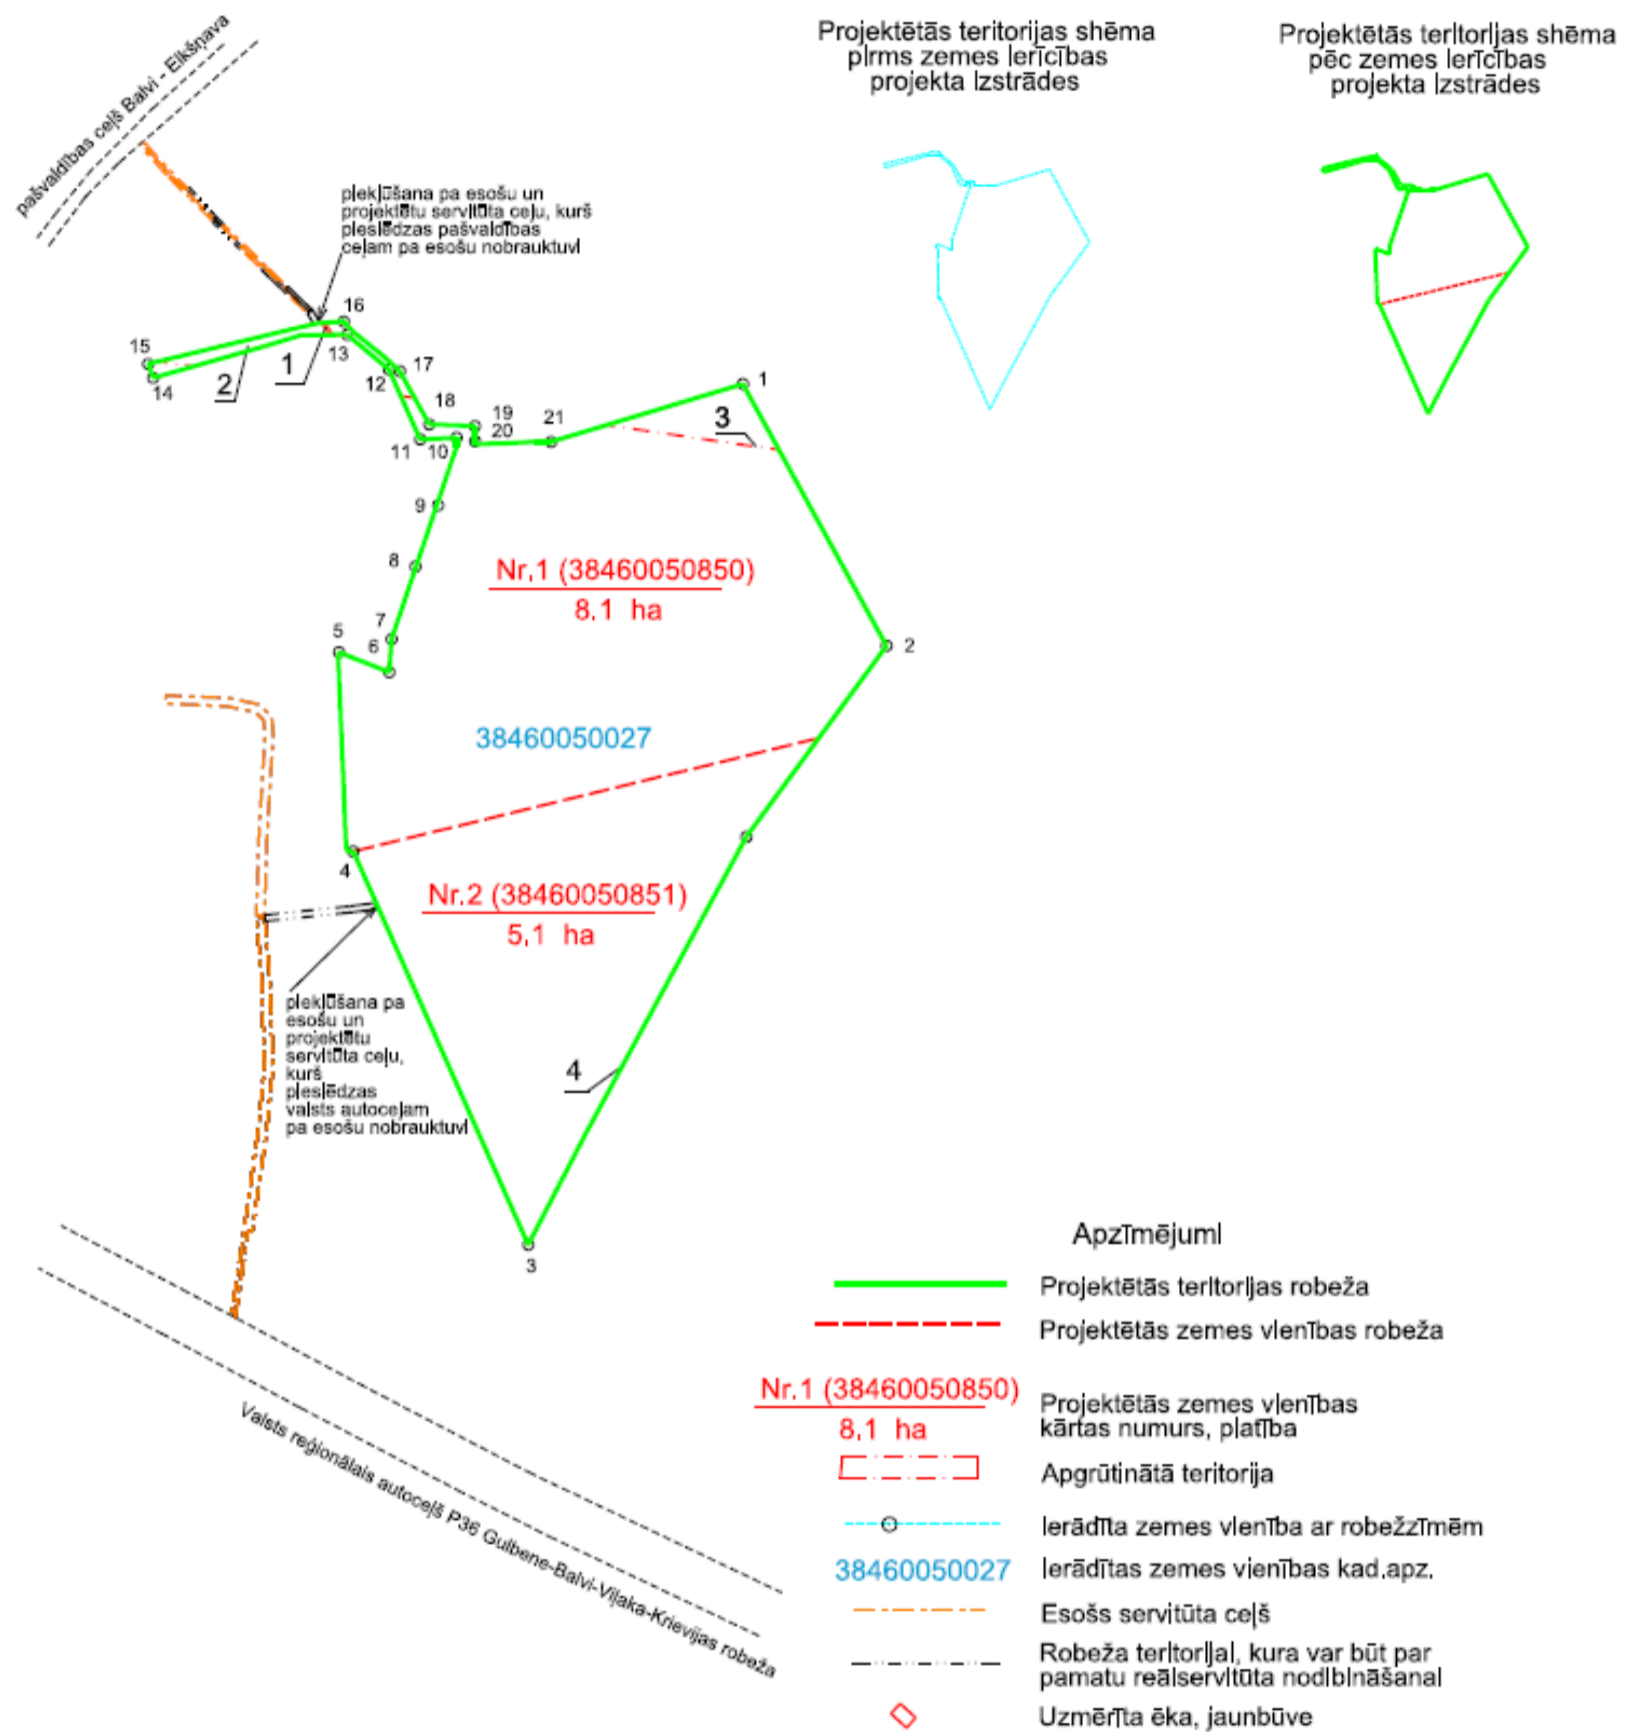 Projektētās teritorijas shēma
pirms zemes ierīcības
projekta izstrādes
Projektētās teritorijas shēma
pēc zemes ierīcības
projekta izstrādes
pašvaldības ceļš Balvi - Elkšņava
piekļūšana pa esošu un
projektētu servitūta ceļu, kurš
pieslēdzas pašvaldības
ceļam pa esošu nobrauktuvi
16
15
13
17
1
2
14
12
1
18
19
21
3
20
11
10
9
8
Nr.1 (38460050850)
8.1 ha
7
5
6
2
38460050027
4
Nr.2 (38460050851)
5,1 ha
piekļūšana pa
esošu un
projektētu
servitūta ceļu,
kurš
pieslēdzas
valsts autoceļam
pa esošu nobrauktuvi
4
3
Valsts reģionālais autoceļš P36 Gulbene-Balvi-Viļaka-Krievijas robeža
Apzīmējumi
Projektētās teritorijas robeža
Projektētās zemes vienības robeža
Nr.1 (38460050850)
8,1 ha
Projektētās zemes vienības
kārtas numurs, platība
Apgrūtinātā teritorija
Ierādīta zemes vienība ar robežzīmēm
38460050027
Ierādītas zemes vienības kad.apz.
Esošs servitūta ceļš
Robeža teritorijai, kura var būt par
pamatu reālservitūta nodibināšanai
Uzmērīta ēka, jaunbūve